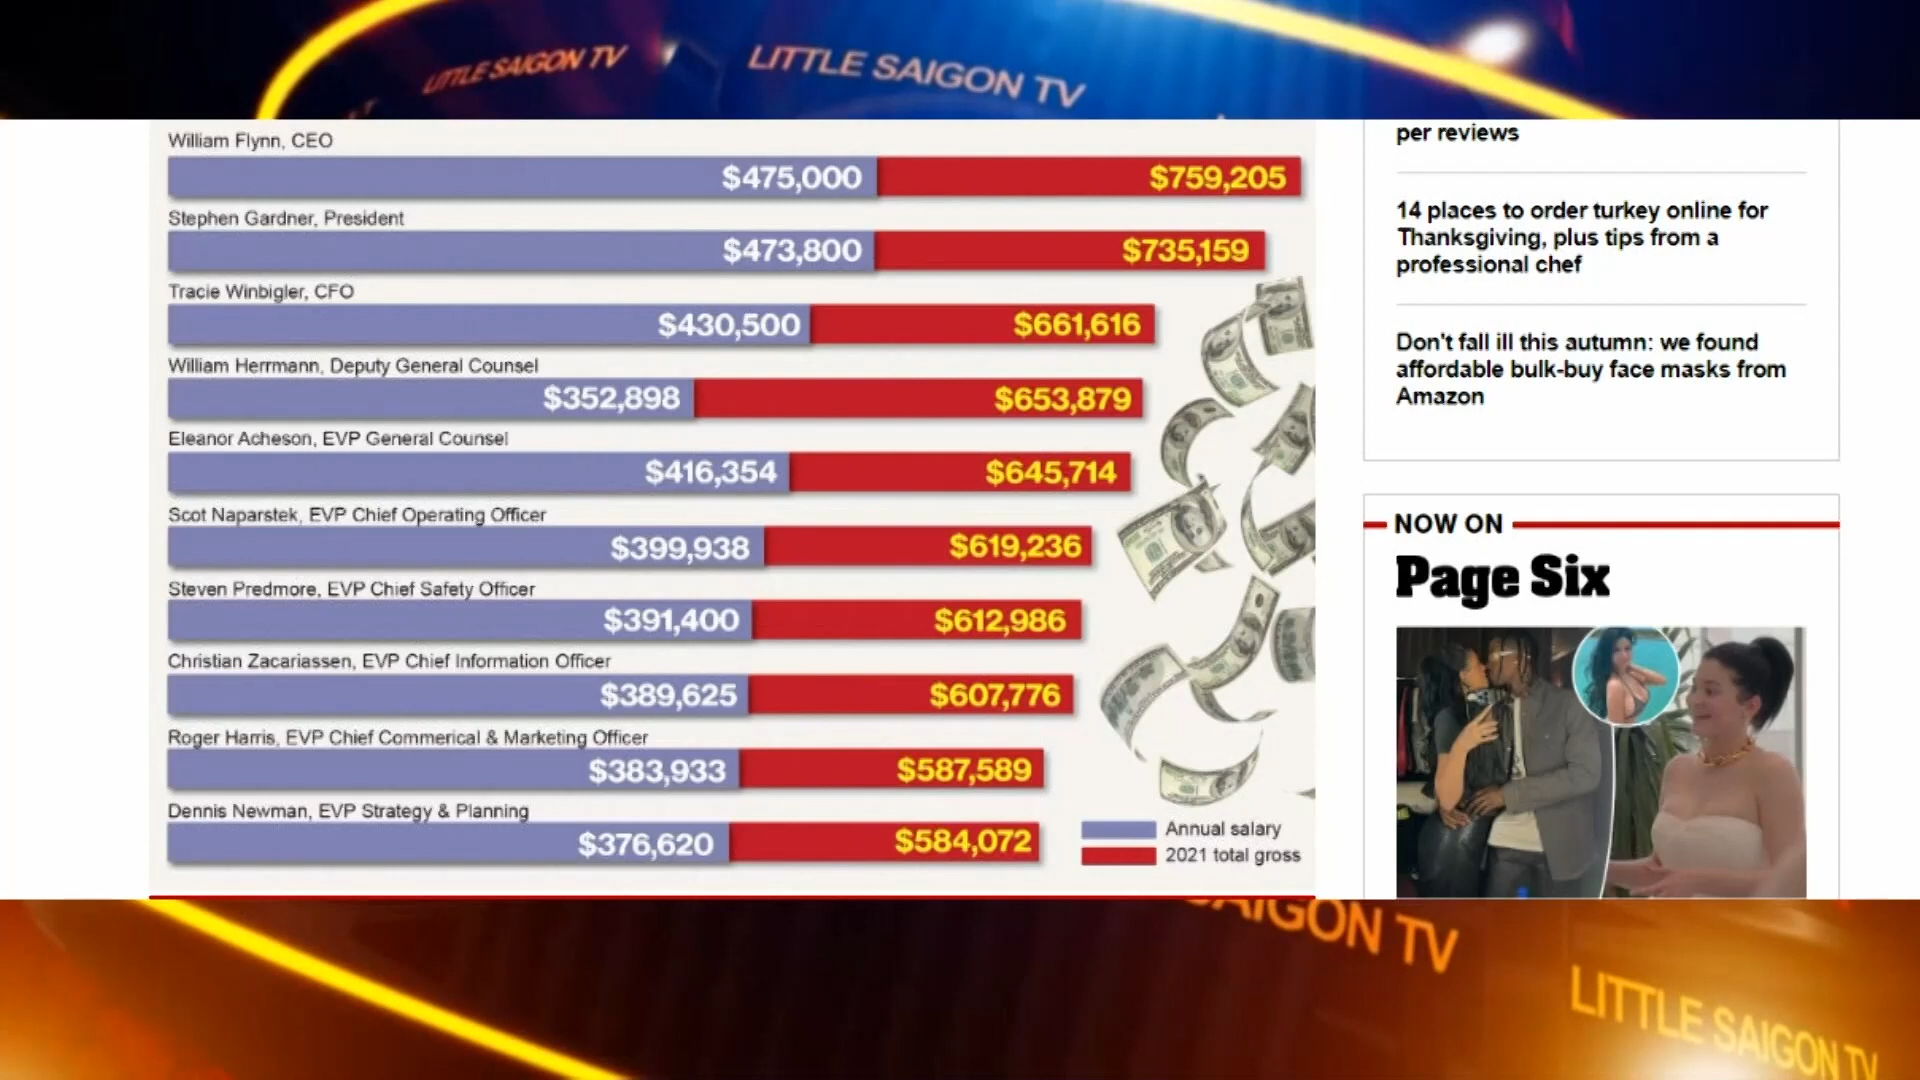 LITTLE SAIGON TV
LITTLE SAIGON TV
William Flynn, CEO
$475,000
$759,205
Stephen Gardner, President
$473,800
$735,159
Tracie Winbigler, CFO
$430,500
$661,616
William Herrmann, Deputy General Counsel
$352,898
$653,879
Eleanor Acheson, EVP General Counsel
$416,354
$645,714
Scot Naparstek, EVP Chief Operating Officer
$399,938
$619,236
Steven Predmore, EVP Chief Safety Officer
$391,400
$612,986
Christian Zacariassen, EVP Chief Information Officer
$389,625
$607,776
Roger Harris, EVP Chief Commerical & Marketing Officer
$383,933
$587,589
Dennis Newman, EVP Strategy & Planning
$376,620
$584,072
Annual salary
2021 total gross
per reviews
14 places to order turkey online for
Thanksgiving, plus tips from a
professional chef
Don't fall ill this autumn: we found
affordable bulk-buy face masks from
Amazon
NOW ON
Page Six
SAIGON TV
LITTLE SAIGON TV